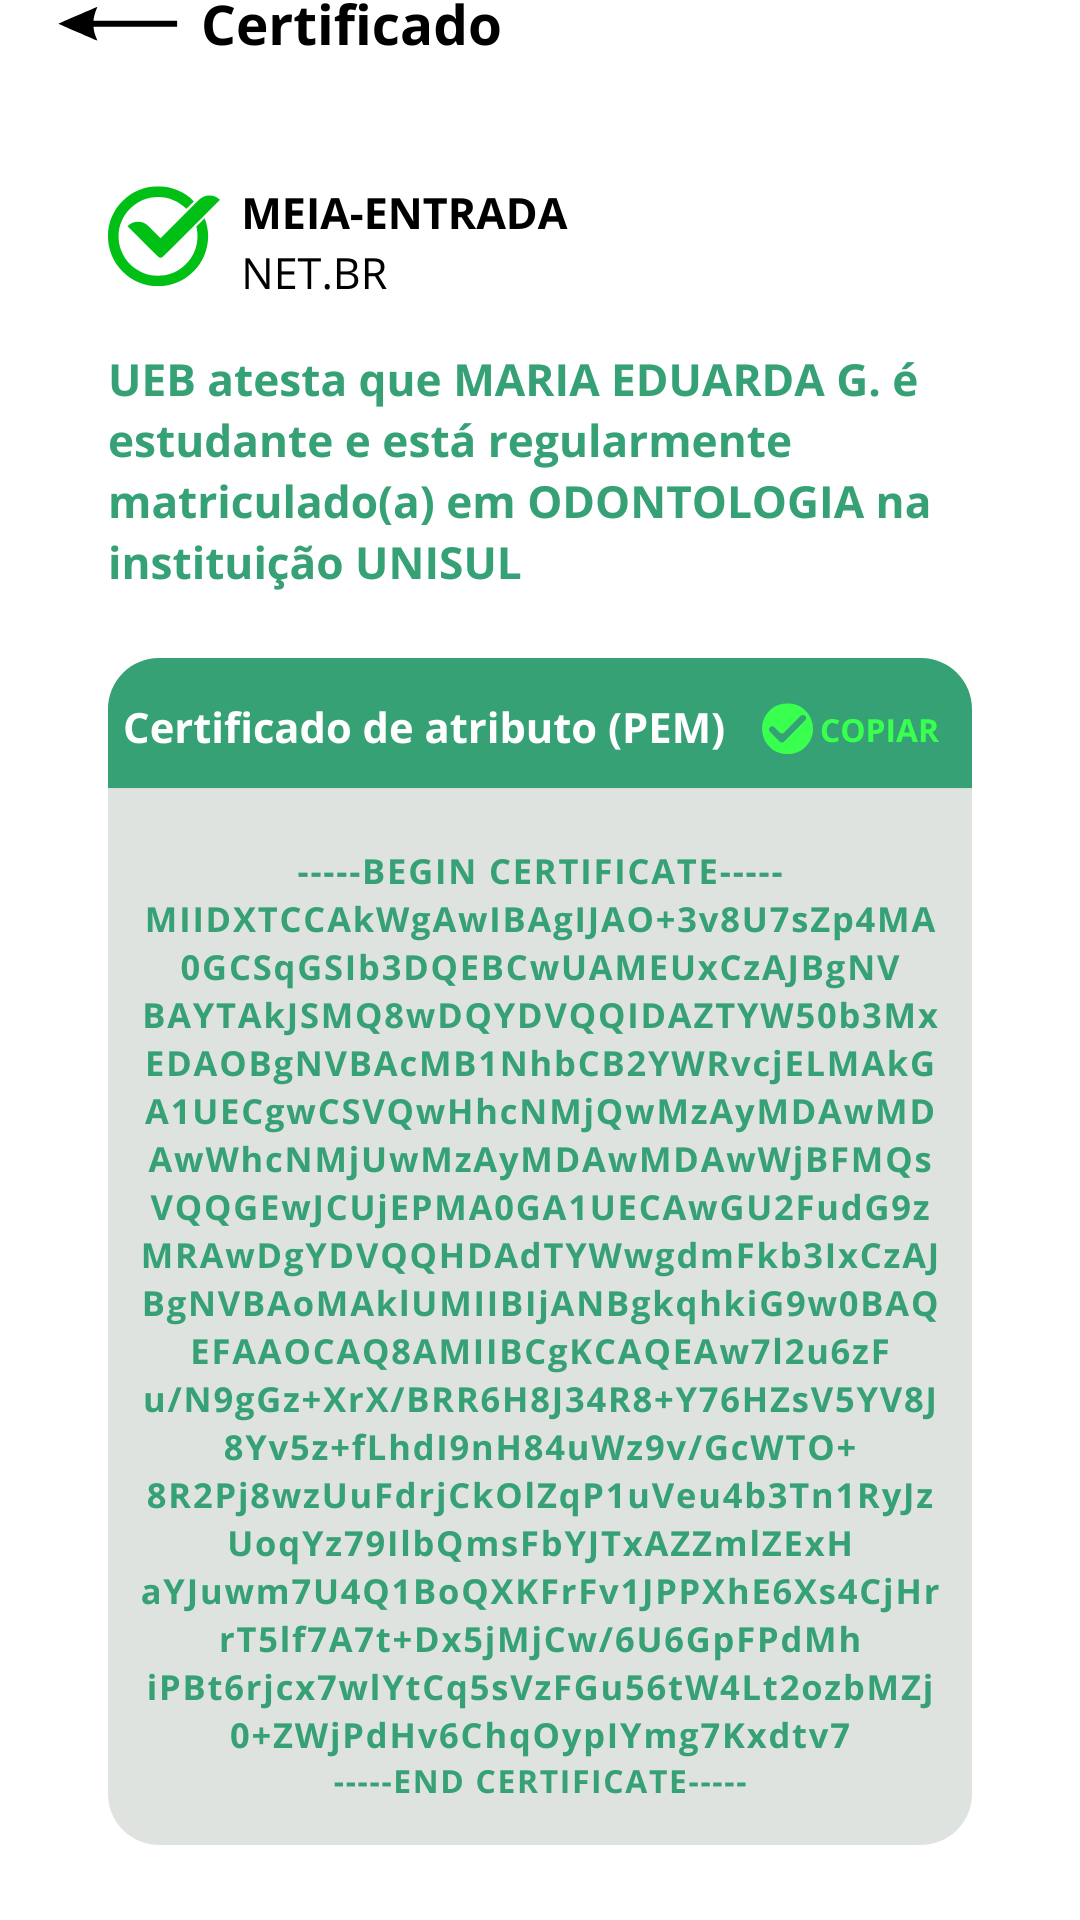 Certificado
MEIA-ENTRADA
NET.BR
UEB atesta que MARIA EDUARDA G. é
estudante e está regularmente
matriculado(a) em ODONTOLOGIA na
instituição UNISUL
Certificado de atributo (PEM)
COPIAR
-----BEGIN CERTIFICATE-----
MIIDXTCCAkWgAwIBAgIJAO+3v8U7sZp4MA
0GCSqGSIb3DQEBCwUAMEUxCzAJBgNV
BAYTAkJSMQ8wDQYDVQQIDAZTYW50b3Mx
EDAOBgNVBAcMB1NhbCB2YWRvcjELMAkG
A1UECgwCSVQwHhcNMjQwMzAyMDAwMD
AwWhcNMjUwMzAyMDAwMDAwWjBFMQs
VQQGEwJCUjEPMA0GA1UECAwGU2FudG9z
MRAwDgYDVQQHDAdTYWwgdmFkb3IxCzAJ
BgNVBAoMAklUMIIBIjANBgkqhkiG9w0BAQ
EFAAOCAQ8AMIIBCgKCAQEAw7l2u6zF
u/N9gGz+XrX/BRR6H8J34R8+Y76HZsV5YV8J
8Yv5z+fLhdI9nH84uWz9v/GcWTO+
8R2Pj8wzUuFdrjCkOlZqP1uVeu4b3Tn1RyJz
UoqYz79IlbQmsFbYJTxAZZmlZExH
aYJuwm7U4Q1BoQXKFrFv1JPPXhE6Xs4CjHr
rT5lf7A7t+Dx5jMjCw/6U6GpFPdMh
iPBt6rjcx7wlYtCq5sVzFGu56tW4Lt2ozbMZj
0+ZWjPdHv6ChqOypIYmg7Kxdtv7
-----END CERTIFICATE-----